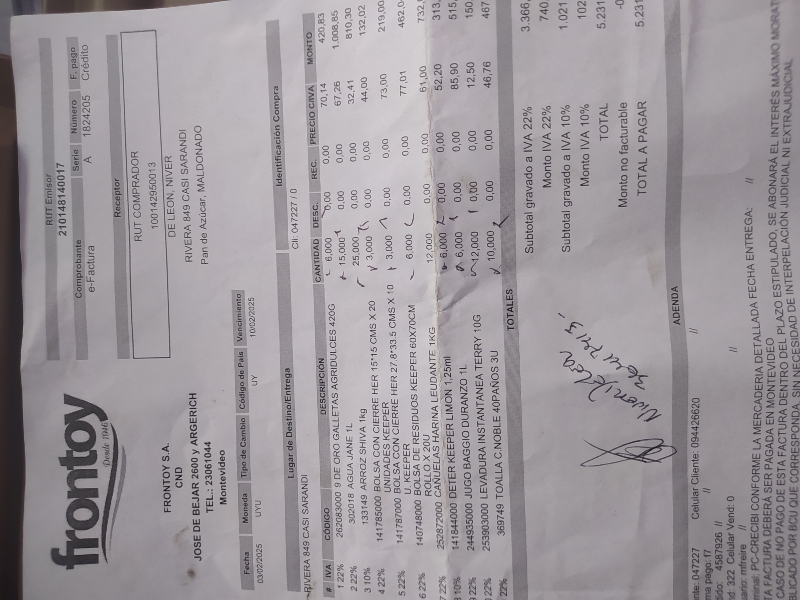 frontoy
Desde 1946
FRONTOY S.A.
CND
JOSE DE BEJAR 2600 y ARGERICH
TEL.: 23061044
Montevideo
RUT Emisor
210148140017
Comprobante Serie Número F. pago
e-Factura A 1824205 Crédito
Receptor
RUT COMPRADOR
100142950013
DE LEON, NIVER
RIVERA 849 CASI SARANDI
Pan de Azúcar, MALDONADO
Fecha Moneda Tipo de Cambio Código de País Vencimiento
03/02/2025 UYU UY 10/02/2025
Lugar de Destino/Entrega Identificación Compra
RIVERA 849 CASI SARANDI Cli: 047227 / 0
# IVA CÓDIGO DESCRIPCIÓN CANTIDAD DESC. REC. PRECIO C/IVA MONTO
1 22% 262083000 9 DE ORO GALLETAS AGRIDULCES 420G 6,000 0,00 0,00 70,14 420,83
2 22% 302018 AGUA JANE 1L 15,000 0,00 0,00 67,26 1.008,85
3 10% 133149 ARROZ SHIVA 1kg 25,000 0,00 0,00 32,41 810,30
4 22% 141785000 BOLSA CON CIERRE HER 15*15 CMS X 20 3,000 0,00 0,00 44,00 132,02
UNIDADES KEEPER
5 22% 141787000 BOLSA CON CIERRE HER 27.8*33.5 CMS X 10 3,000 0,00 0,00 73,00 219,00
KEEPER
6 22% 140748000 BOLSA DE RESIDUOS KEEPER 60X70CM 6,000 0,00 0,00 77,01 462,0
ROLLO X 20U
7 22% 252872000 CAÑUELAS HARINA LEUDANTE 1KG 12,000 0,00 0,00 61,00 732,
10% 141844000 DETER KEEPER LIMON 1,25ml 6,000 0,00 0,00 52,20 313,
22% 244935000 JUGO BAGGIO DURANZO 1L 6,000 0,00 0,00 85,90 515,
22% 253903000 LEVADURA INSTANTANEA TERRY 10G 12,000 0,00 0,00 12,50 150,
22% 369749 TOALLA C.NOBLE 40PAÑOS 3U 10,000 0,00 0,00 46,76 467
TOTALES
Subtotal gravado a IVA 22% 3.366,
Monto IVA 22% 740
Subtotal gravado a IVA 10% 1.021
Monto IVA 10% 102
TOTAL 5.231
Monto no facturable -0
TOTAL A PAGAR 5.231
ADENDA
047227 Celular Cliente: 094426620 //
4587926 //
322 Celular Vend: 0 //
PC-CRECIBI CONFORME LA MERCADERIA DETALLADA FECHA ENTREGA: //
FACTURA DEBERÁ SER PAGADA EN MONTEVIDEO
CASO DE NO PAGO DE ESTA FACTURA DENTRO DEL PLAZO ESTIPULADO, SE ABONARÁ EL INTERÉS MÁXIMO
POR BCU QUE CORRESPONDA, SIN NECESIDAD DE INTERPELACIÓN JUDICIAL NI EXTRAJUDICIAL